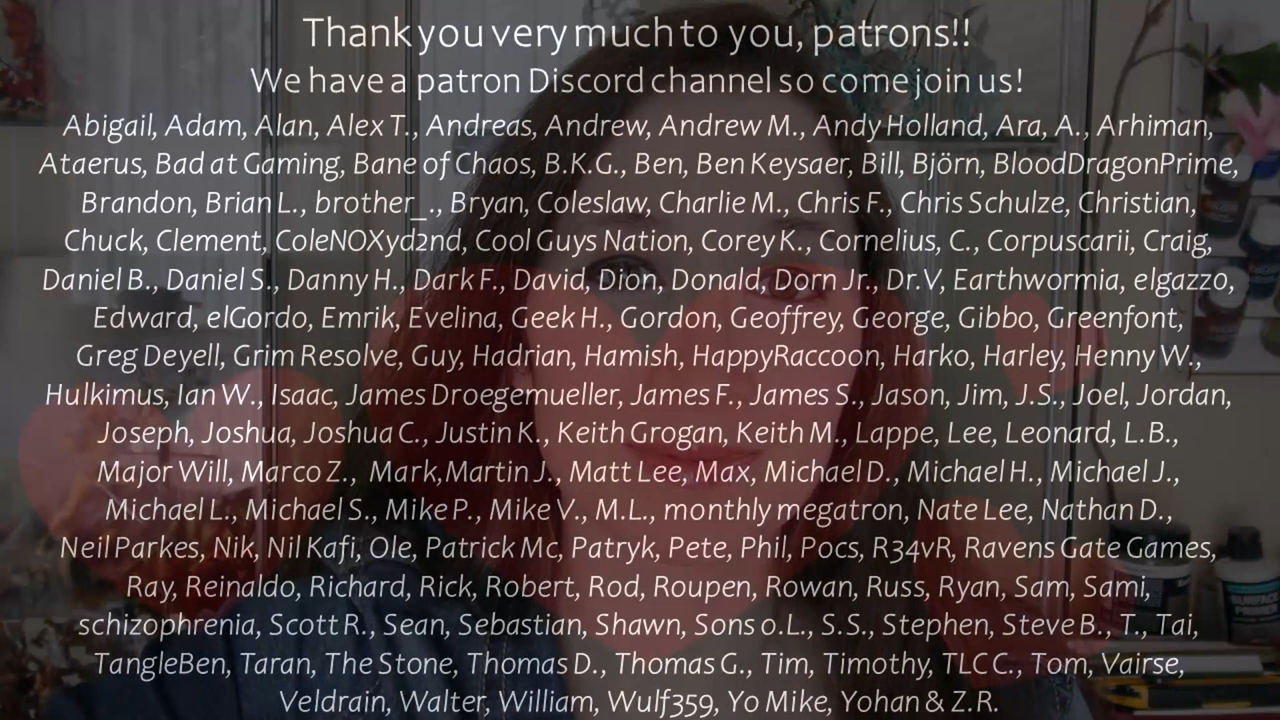 Thank you very much to you, patrons!!
We have a patron Discord channel so come join us!
Abigail, Adam, Alan, Alex T., Andreas, Andrew, Andrew M., Andy Holland, Ara, A., Arhiman,
Ataerus, Bad at Gaming, Bane of Chaos, B.K.G., Ben, Ben Keysaer, Bill, Björn, BloodDragonPrime,
Brandon, Brian L., brother_., Bryan, Coleslaw, Charlie M., Chris F., Chris Schulze, Christian,
Chuck, Clement, ColeNOXyd2nd, Cool Guys Nation, Corey K., Cornelius, C., Corpuscarii, Craig,
Daniel B., Daniel S., Danny H., Dark F., David, Dion, Donald, Dorn Jr., Dr.V, Earthwormia, elgazzo,
Edward, elGordo, Emrik, Evelina, Geek H., Gordon, Geoffrey, George, Gibbo, Greenfont,
Greg Deyell, Grim Resolve, Guy, Hadrian, Hamish, HappyRaccoon, Harko, Harley, Henny W.,
Hulkimus, Ian W., Isaac, James Droegemueller, James F., James S., Jason, Jim, J.S., Joel, Jordan,
Joseph, Joshua, Joshua C., Justin K., Keith Grogan, Keith M., Lappe, Lee, Leonard, L.B.,
Major Will, Marco Z., Mark,Martin J., Matt Lee, Max, Michael D., Michael H., Michael J.,
Michael L., Michael S., Mike P., Mike V., M.L., monthly megatron, Nate Lee, Nathan D.,
Neil Parkes, Nik, Nil Kafi, Ole, Patrick Mc, Patryk, Pete, Phil, Pocs, R34vR, Ravens Gate Games,
Ray, Reinaldo, Richard, Rick, Robert, Rod, Roupen, Rowan, Russ, Ryan, Sam, Sami,
schizophrenia, Scott R., Sean, Sebastian, Shawn, Sons o.L., S.S., Stephen, Steve B., T., Tai,
TangleBen, Taran, The Stone, Thomas D., Thomas G., Tim, Timothy, TLC C., Tom, Vairse,
Veldrain, Walter, William, Wulf359, Yo Mike, Yohan & Z.R.